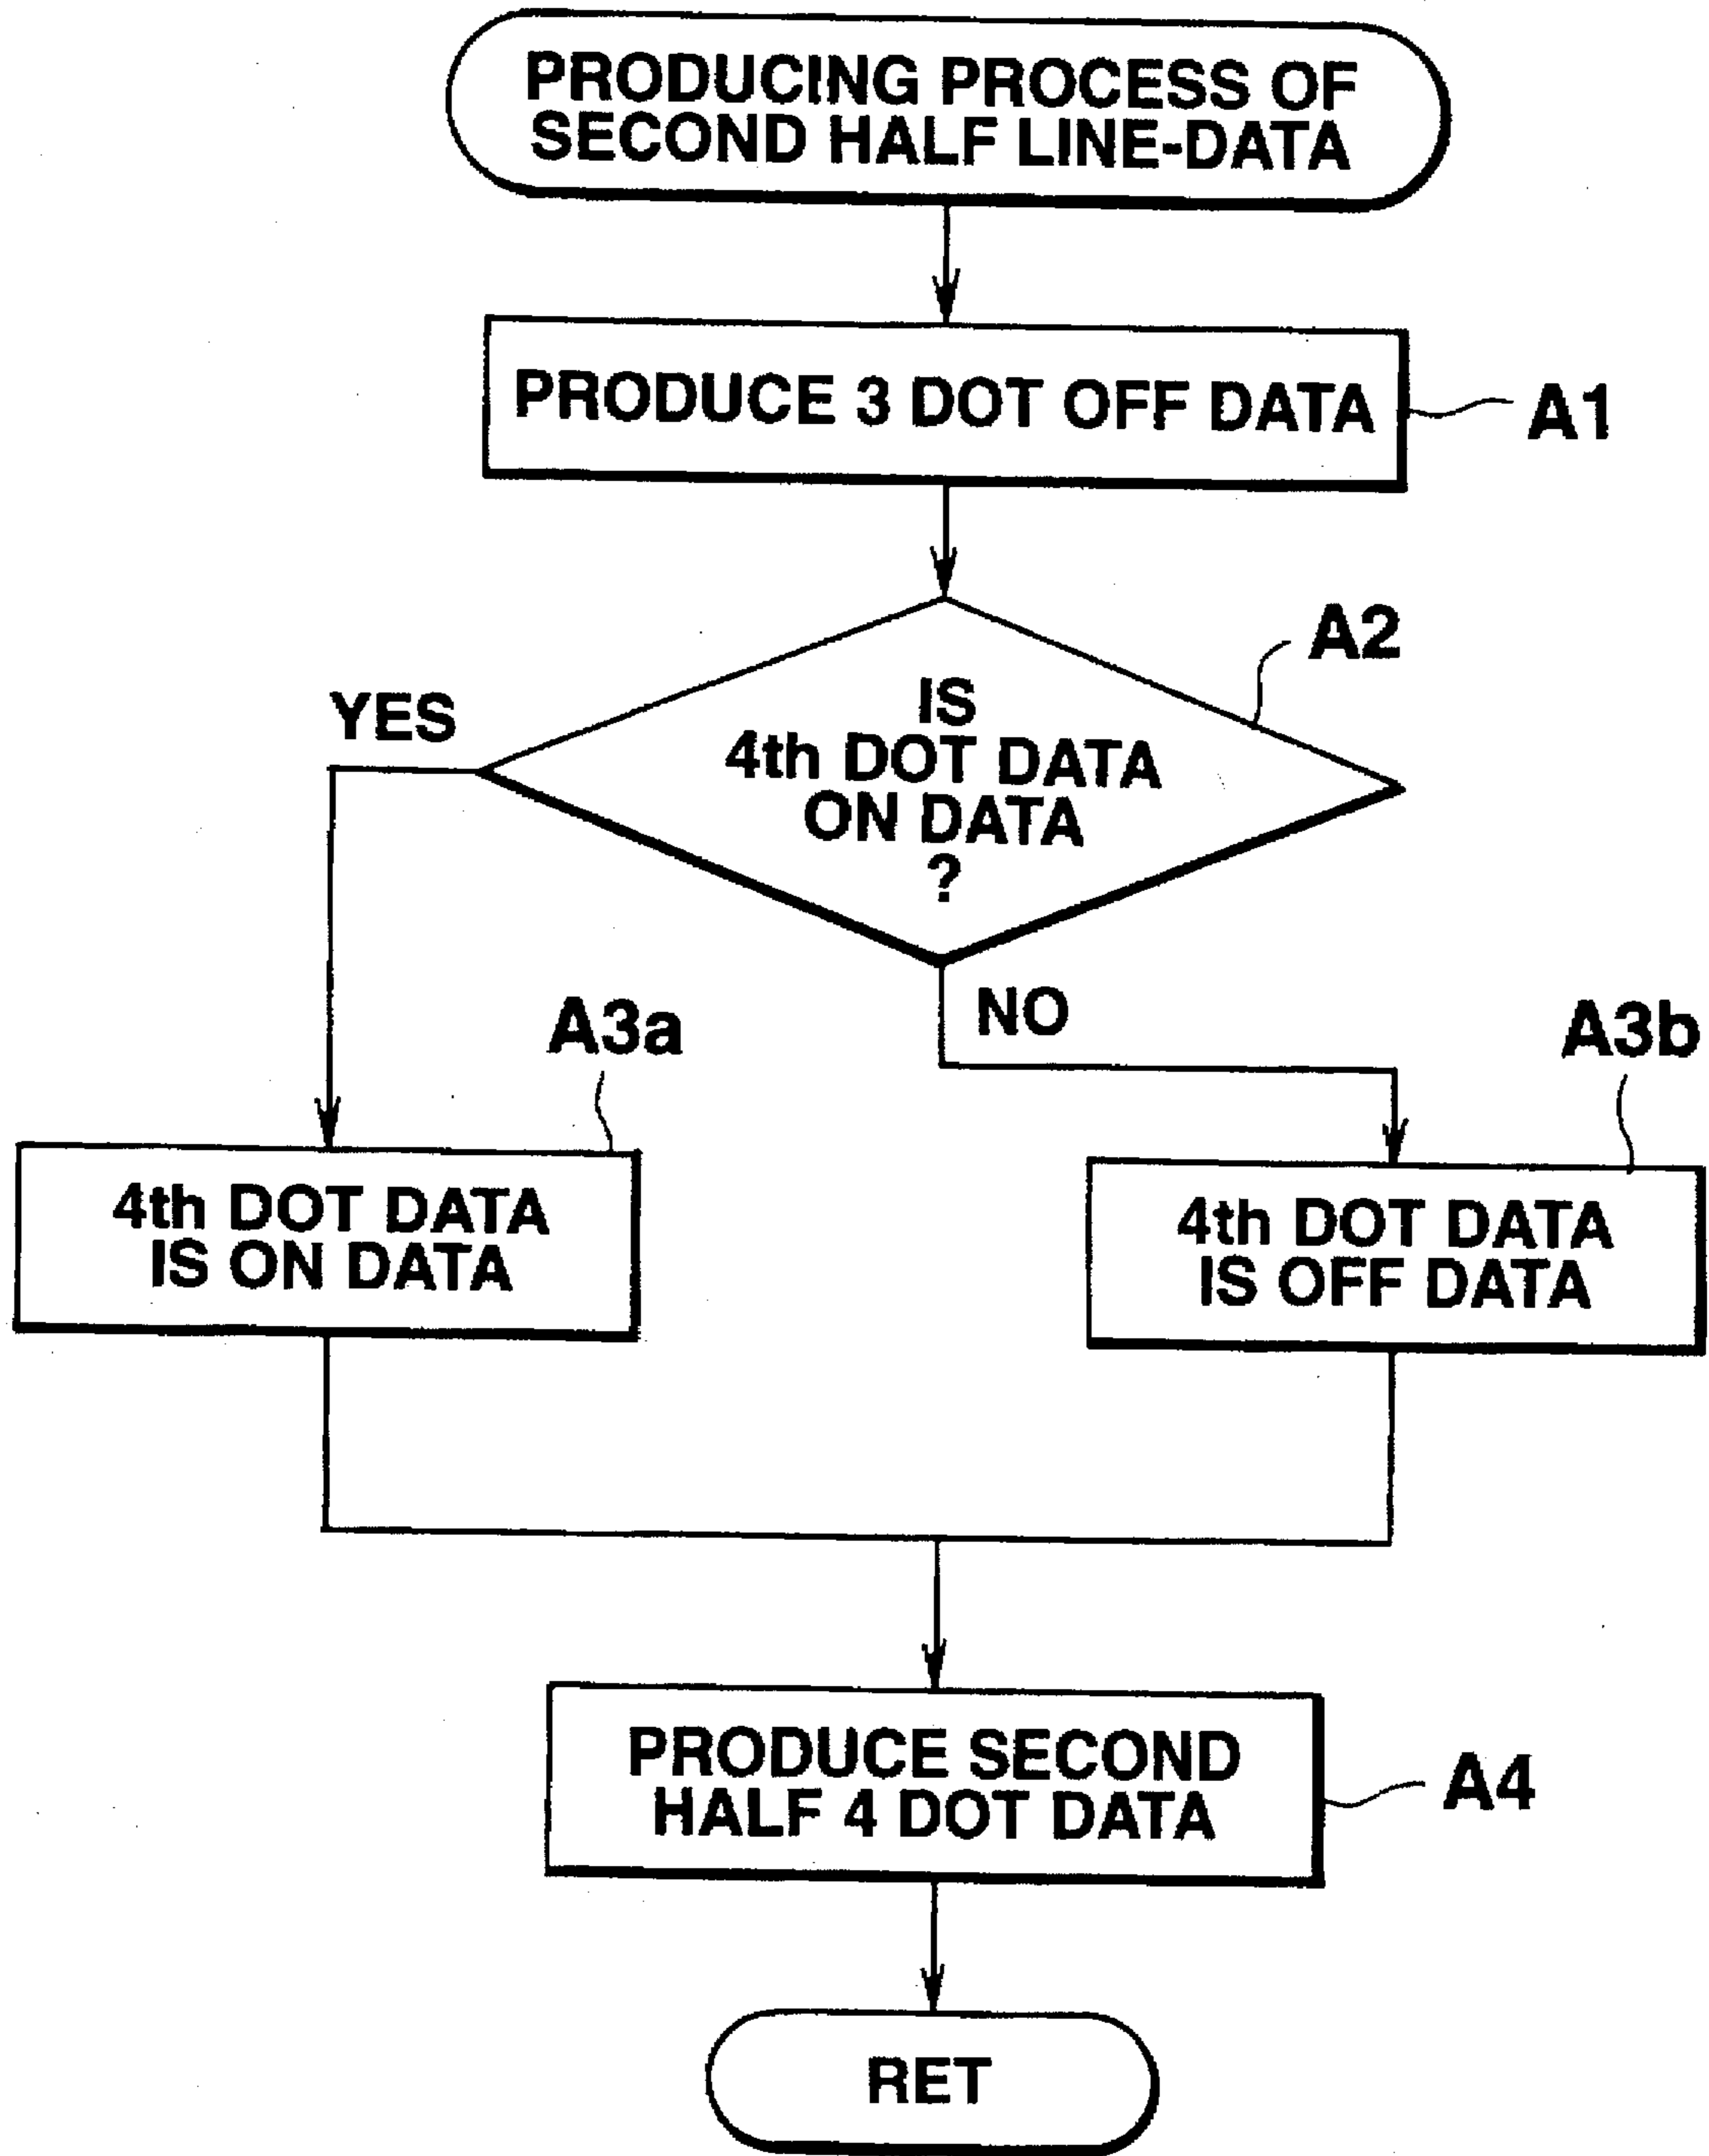 PRODUCING PROCESS OF
SECOND HALF LINE-DATA
PRODUCE 3 DOT OFF DATA
A1
A2
IS
4th DOT DATA
ON DATA
?
YES
NO
A3a
A3b
4th DOT DATA
IS ON DATA
4th DOT DATA
IS OFF DATA
PRODUCE SECOND
HALF 4 DOT DATA
A4
RET